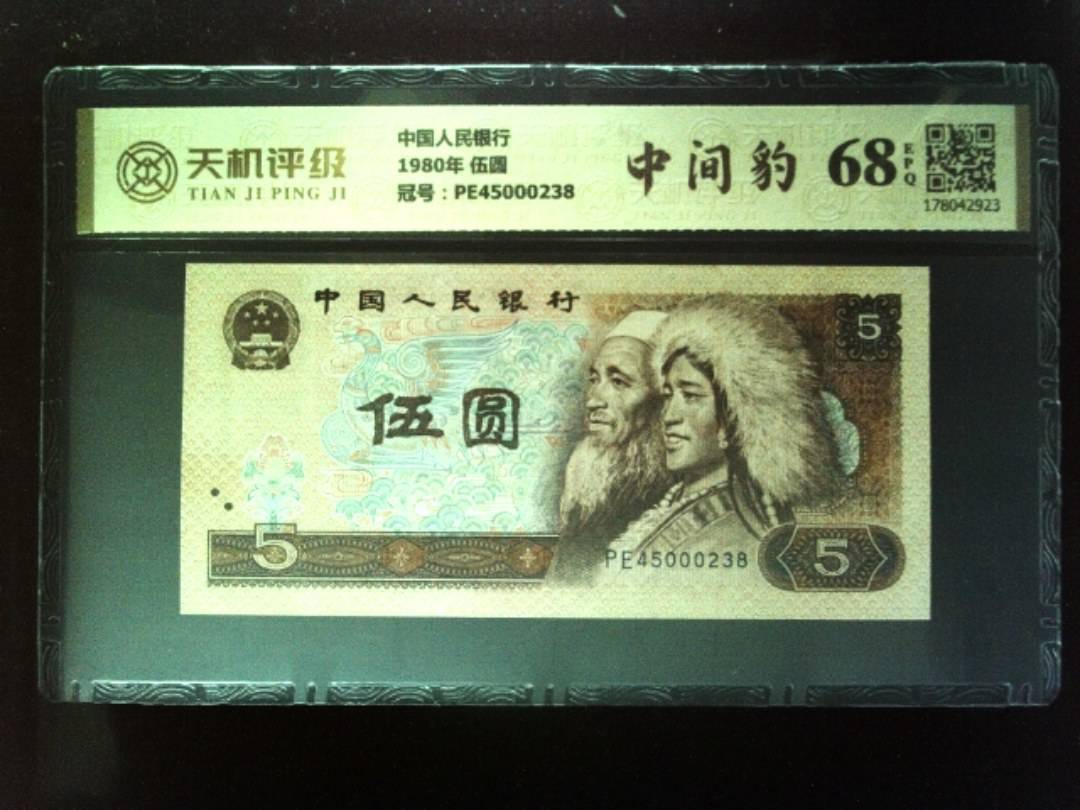 天机评级
TIAN JI PING JI
中国人民银行
1980年 伍圆
冠号：PE45000238
中间豹
68
EPQ
178042923
中国人民银行
5
伍圆
5
PE45000238
5